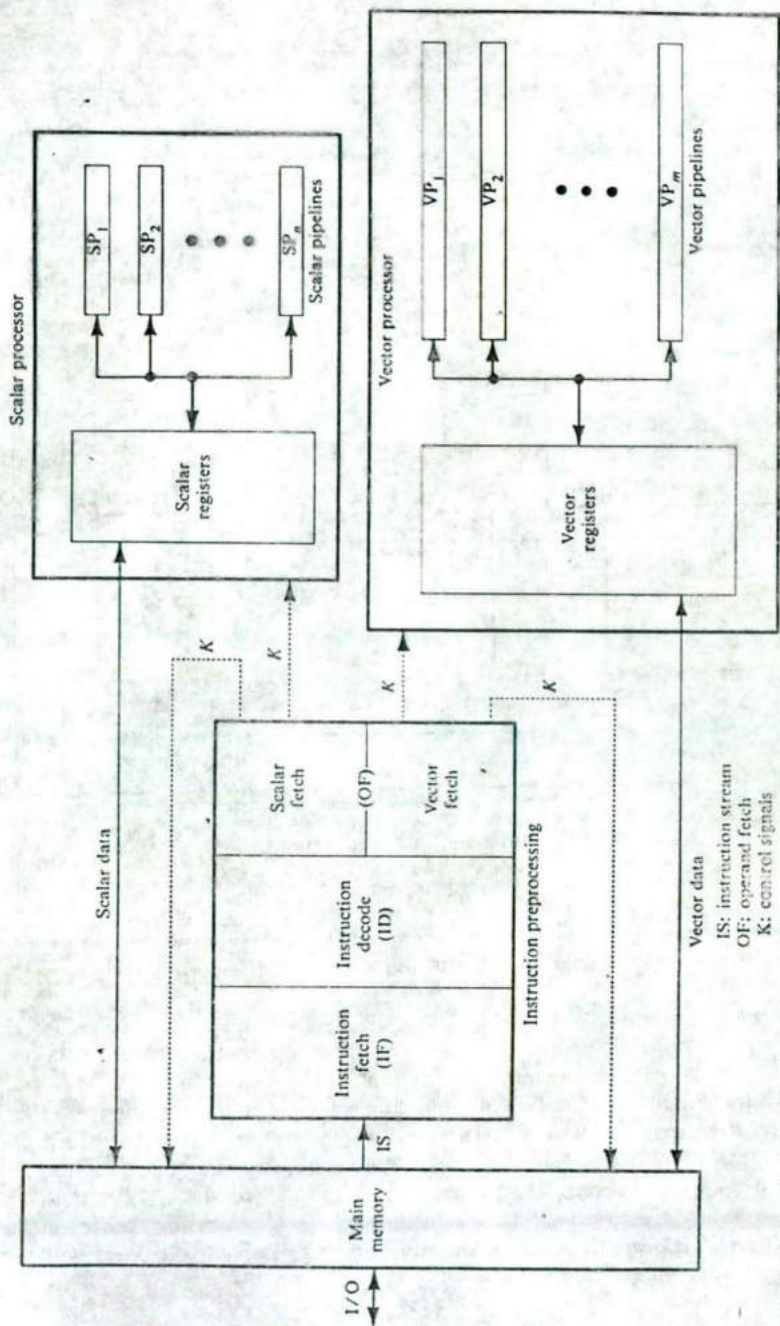 I/O
Main
memory
IS
Scalar data
K
K
K
K
Instruction
fetch
(IF)
Instruction
decode
(ID)
Scalar
fetch
(OF)
Vector
fetch
Instruction preprocessing
Scalar processor
Scalar
registers
SP1
SP2
SPn
Scalar pipelines
Vector processor
Vector
registers
VP1
VP2
VPm
Vector pipelines
Vector data
IS: instruction stream
OF: operand fetch
K: control signals